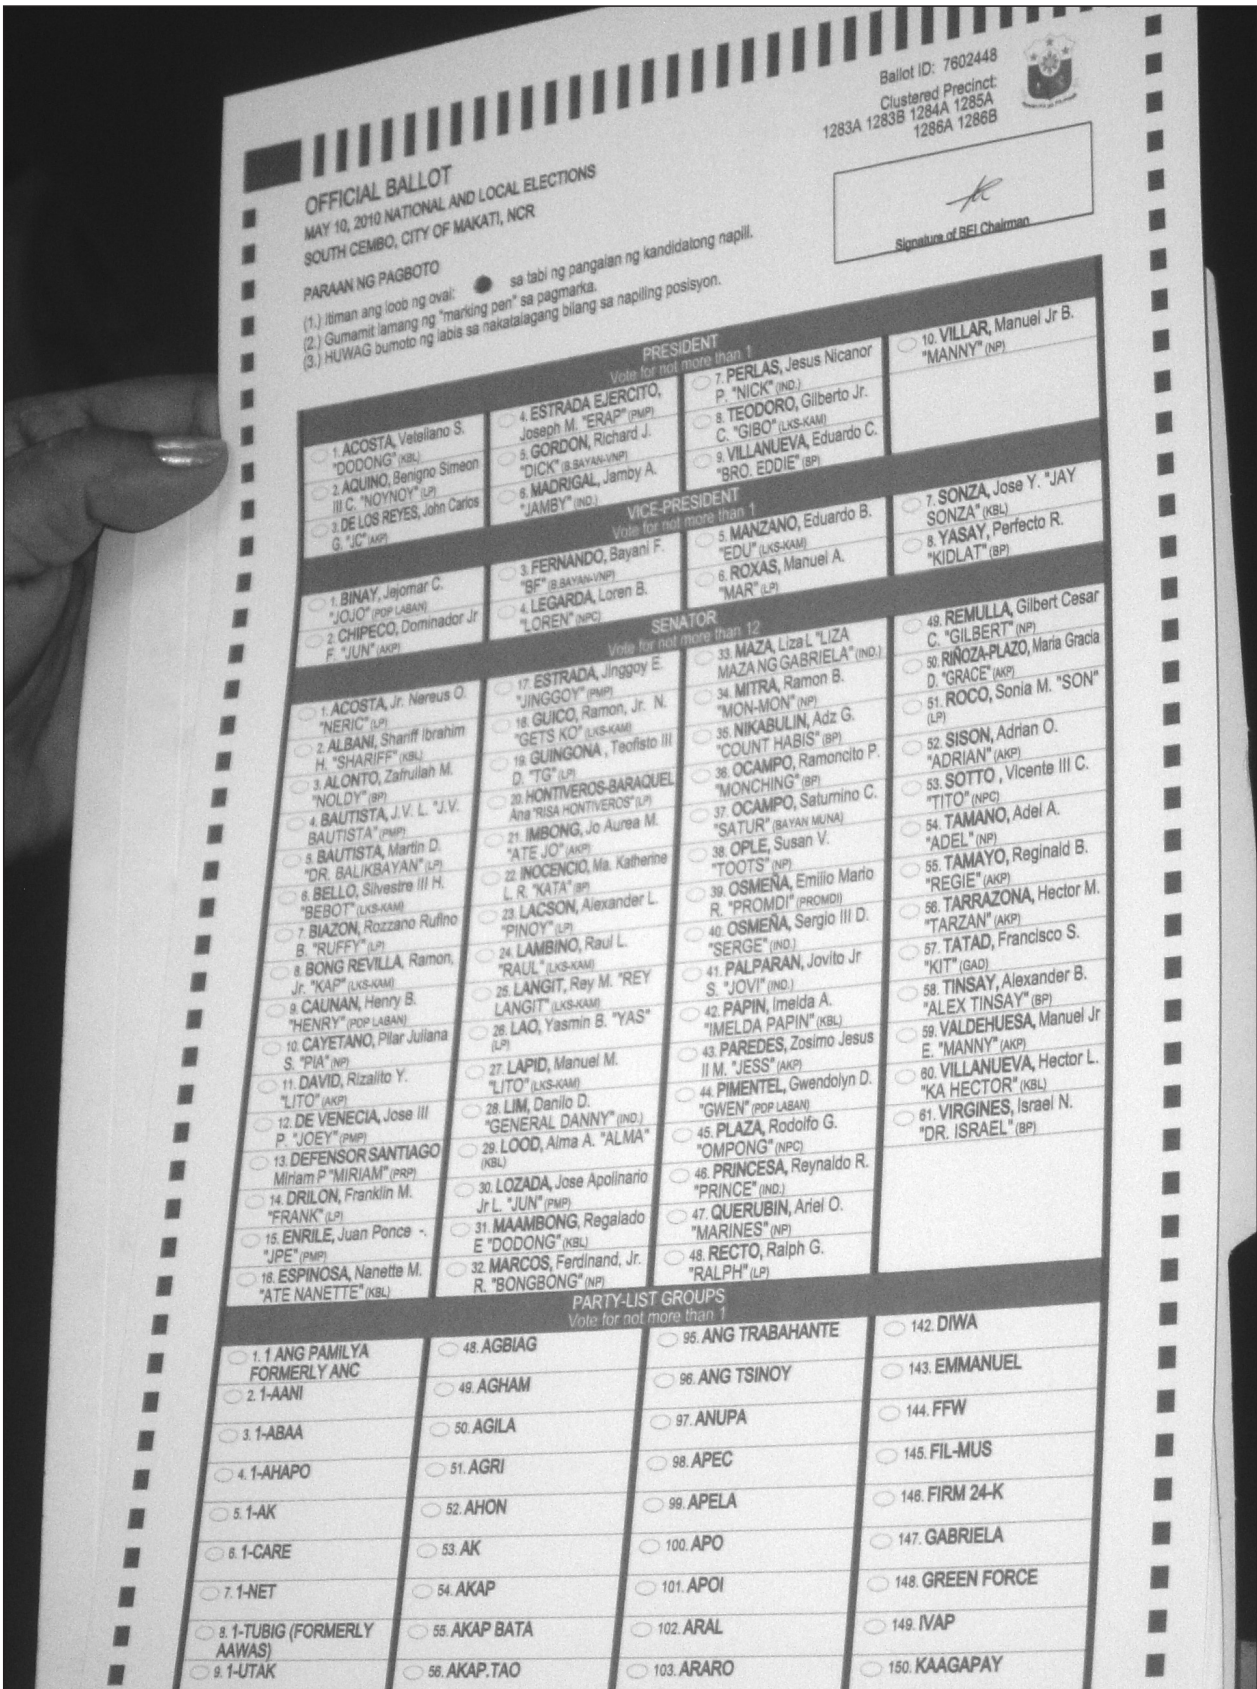 Ballot ID: 7602448
Clustered Precinct:
1283A 1283B 1284A 1285A
1286A 1286B
OFFICIAL BALLOT
MAY 10, 2010 NATIONAL AND LOCAL ELECTIONS
SOUTH CEMBO, CITY OF MAKATI, NCR
Signature of BEI Chairman
PARAAN NG PAGBOTO
(1.) Itiman ang loob ng oval: sa tabi ng pangalan ng kandidatong napili.
(2.) Gumamit lamang ng "marking pen" sa pagmarka.
(3.) HUWAG bumoto ng labis sa nakatalagang bilang sa napiling posisyon.
PRESIDENT
Vote for not more than 1
1. ACOSTA, Vetellano S.
"DODONG" (KBL)
2. AQUINO, Benigno Simeon
III C. "NOYNOY" (LP)
3. DE LOS REYES, John Carlos
G. "JC" (AKP)
4. ESTRADA EJERCITO,
Joseph M. "ERAP" (PMP)
5. GORDON, Richard J.
"DICK" (B.BAYAN-VNP)
6. MADRIGAL, Jamby A.
"JAMBY" (IND.)
7. PERLAS, Jesus Nicanor
P. "NICK" (IND.)
8. TEODORO, Gilberto Jr.
C. "GIBO" (LKS-KAM)
9. VILLANUEVA, Eduardo C.
"BRO. EDDIE" (BP)
10. VILLAR, Manuel Jr B.
"MANNY" (NP)
VICE-PRESIDENT
Vote for not more than 1
1. BINAY, Jejomar C.
"JOJO" (PDP LABAN)
2. CHIPECO, Dominador Jr
F. "JUN" (AKP)
3. FERNANDO, Bayani F.
"BF" (B.BAYAN-VNP)
4. LEGARDA, Loren B.
"LOREN" (NPC)
5. MANZANO, Eduardo B.
"EDU" (LKS-KAM)
6. ROXAS, Manuel A.
"MAR" (LP)
7. SONZA, Jose Y. "JAY
SONZA" (KBL)
8. YASAY, Perfecto R.
"KIDLAT" (BP)
SENATOR
Vote for not more than 12
1. ACOSTA, Jr. Nereus O.
"NERIC" (LP)
2. ALBANI, Shariff Ibrahim
H. "SHARIFF" (KBL)
3. ALONTO, Zafrullah M.
"NOLDY" (BP)
4. BAUTISTA, J.V. L. "J.V.
BAUTISTA" (PMP)
5. BAUTISTA, Martin D.
"DR. BALIKBAYAN" (LP)
6. BELLO, Silvestre III H.
"BEBOT" (LKS-KAM)
7. BIAZON, Rozzano Rufino
B. "RUFFY" (LP)
8. BONG REVILLA, Ramon,
Jr. "KAP" (LKS-KAM)
9. CAUNAN, Henry B.
"HENRY" (PDP LABAN)
10. CAYETANO, Pilar Juliana
S. "PIA" (NP)
11. DAVID, Rizalito Y.
"LITO" (AKP)
12. DE VENECIA, Jose III
P. "JOEY" (PMP)
13. DEFENSOR SANTIAGO
Miriam P "MIRIAM" (PRP)
14. DRILON, Franklin M.
"FRANK" (LP)
15. ENRILE, Juan Ponce -.
"JPE" (PMP)
16. ESPINOSA, Nanette M.
"ATE NANETTE" (KBL)
17. ESTRADA, Jinggoy E.
"JINGGOY" (PMP)
18. GUICO, Ramon, Jr. N.
"GETS KO" (LKS-KAM)
19. GUINGONA , Teofisto III
D. "TG" (LP)
20. HONTIVEROS-BARAQUEL
Ana "RISA HONTIVEROS" (LP)
21. IMBONG, Jo Aurea M.
"ATE JO" (AKP)
22. INOCENCIO, Ma. Katherine
L. R. "KATA" (BP)
23. LACSON, Alexander L.
"PINOY" (LP)
24. LAMBINO, Raul L.
"RAUL" (LKS-KAM)
25. LANGIT, Rey M. "REY
LANGIT" (LKS-KAM)
26. LAO, Yasmin B. "YAS"
(LP)
27. LAPID, Manuel M.
"LITO" (LKS-KAM)
28. LIM, Danilo D.
"GENERAL DANNY" (IND.)
29. LOOD, Alma A. "ALMA"
(KBL)
30. LOZADA, Jose Apolinario
Jr L. "JUN" (PMP)
31. MAAMBONG, Regalado
E "DODONG" (KBL)
32. MARCOS, Ferdinand, Jr.
R. "BONGBONG" (NP)
33. MAZA, Liza L "LIZA
MAZA NG GABRIELA" (IND.)
34. MITRA, Ramon B.
"MON-MON" (NP)
35. NIKABULIN, Adz G.
"COUNT HABIS" (BP)
36. OCAMPO, Ramoncito P.
"MONCHING" (BP)
37. OCAMPO, Saturnino C.
"SATUR" (BAYAN MUNA)
38. OPLE, Susan V.
"TOOTS" (NP)
39. OSMEÑA, Emilio Mario
R. "PROMDI" (PROMDI)
40. OSMEÑA, Sergio III D.
"SERGE" (IND.)
41. PALPARAN, Jovito Jr
S. "JOVI" (IND.)
42. PAPIN, Imelda A.
"IMELDA PAPIN" (KBL)
43. PAREDES, Zosimo Jesus
II M. "JESS" (AKP)
44. PIMENTEL, Gwendolyn D.
"GWEN" (PDP LABAN)
45. PLAZA, Rodolfo G.
"OMPONG" (NPC)
46. PRINCESA, Reynaldo R.
"PRINCE" (IND.)
47. QUERUBIN, Ariel O.
"MARINES" (NP)
48. RECTO, Ralph G.
"RALPH" (LP)
49. REMULLA, Gilbert Cesar
C. "GILBERT" (NP)
50. RIÑOZA-PLAZO, Maria Gracia
D. "GRACE" (AKP)
51. ROCO, Sonia M. "SON"
(LP)
52. SISON, Adrian O.
"ADRIAN" (AKP)
53. SOTTO , Vicente III C.
"TITO" (NPC)
54. TAMANO, Adel A.
"ADEL" (NP)
55. TAMAYO, Reginald B.
"REGIE" (AKP)
56. TARRAZONA, Hector M.
"TARZAN" (AKP)
57. TATAD, Francisco S.
"KIT" (GAD)
58. TINSAY, Alexander B.
"ALEX TINSAY" (BP)
59. VALDEHUESA, Manuel Jr
E. "MANNY" (AKP)
60. VILLANUEVA, Hector L.
"KA HECTOR" (KBL)
61. VIRGINES, Israel N.
"DR. ISRAEL" (BP)
PARTY-LIST GROUPS
Vote for not more than 1
1. 1 ANG PAMILYA
FORMERLY ANC
2. 1-AANI
3. 1-ABAA
4. 1-AHAPO
5. 1-AK
6. 1-CARE
7. 1-NET
8. 1-TUBIG (FORMERLY
AAWAS)
9. 1-UTAK
48. AGBIAG
49. AGHAM
50. AGILA
51. AGRI
52. AHON
53. AK
54. AKAP
55. AKAP BATA
56. AKAP.TAO
95. ANG TRABAHANTE
96. ANG TSINOY
97. ANUPA
98. APEC
99. APELA
100. APO
101. APOI
102. ARAL
103. ARARO
142. DIWA
143. EMMANUEL
144. FFW
145. FIL-MUS
146. FIRM 24-K
147. GABRIELA
148. GREEN FORCE
149. IVAP
150. KAAGAPAY